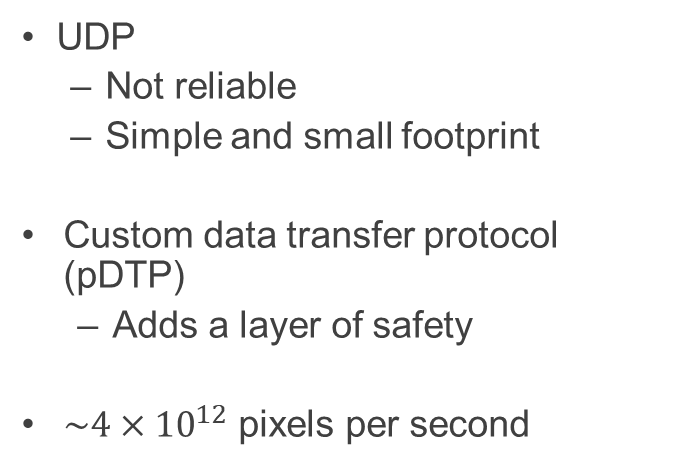 • UDP
– Not reliable
– Simple and small footprint
• Custom data transfer protocol
(pDTP)
– Adds a layer of safety
• ~4 × 10¹² pixels per second